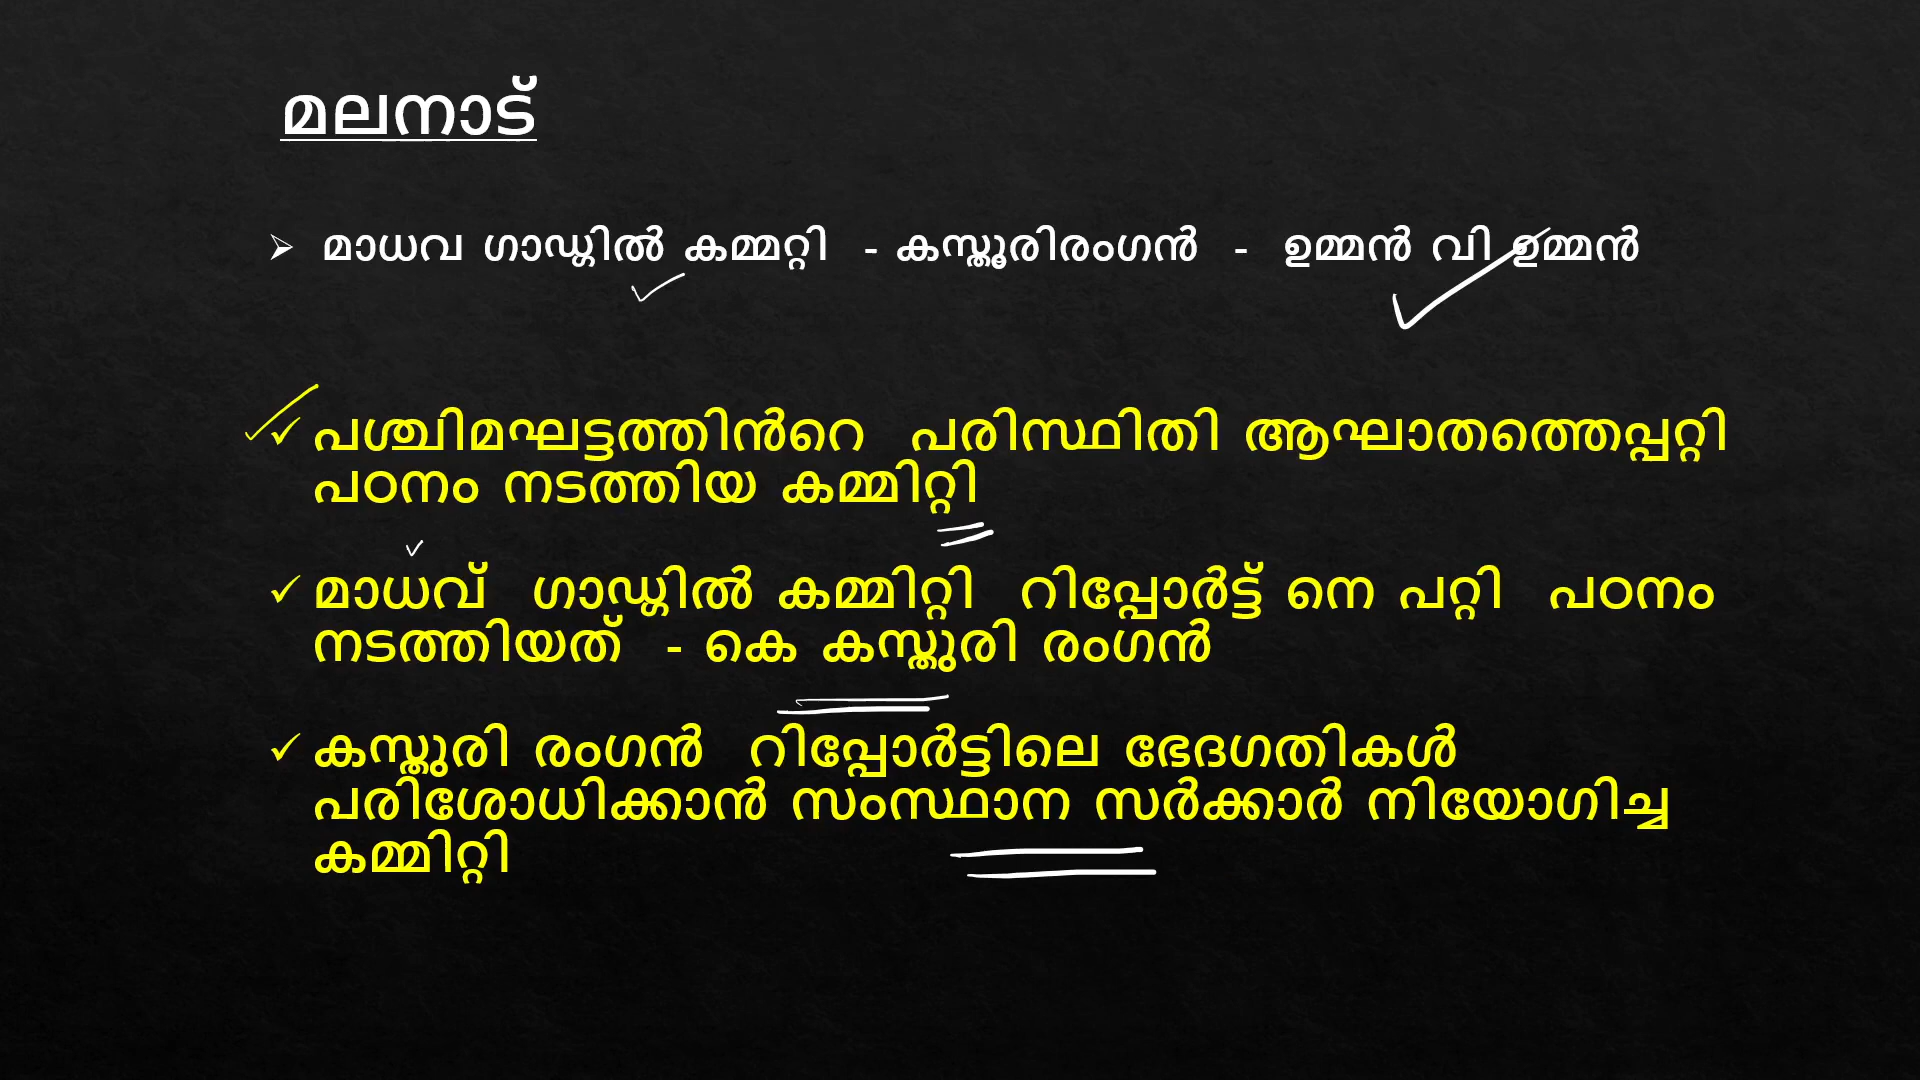 മലനാട്
മാധവ ഗാഡ്ഗിൽ കമ്മറ്റി - കസ്തൂരിരംഗൻ - ഉമ്മൻ വി ഉമ്മൻ
പശ്ചിമഘട്ടത്തിൻറെ പരിസ്ഥിതി ആഘാതത്തെപ്പറ്റി
പഠനം നടത്തിയ കമ്മിറ്റി
മാധവ് ഗാഡ്ഗിൽ കമ്മിറ്റി റിപ്പോർട്ട് നെ പറ്റി പഠനം
നടത്തിയത് - കെ കസ്തുരി രംഗൻ
കസ്തുരി രംഗൻ റിപ്പോർട്ടിലെ ഭേദഗതികൾ
പരിശോധിക്കാൻ സംസ്ഥാന സർക്കാർ നിയോഗിച്ച
കമ്മിറ്റി